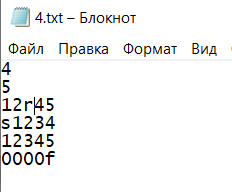 4.txt – Блокнот
Файл Правка Формат Вид
4
5
12r45
s1234
12345
0000f